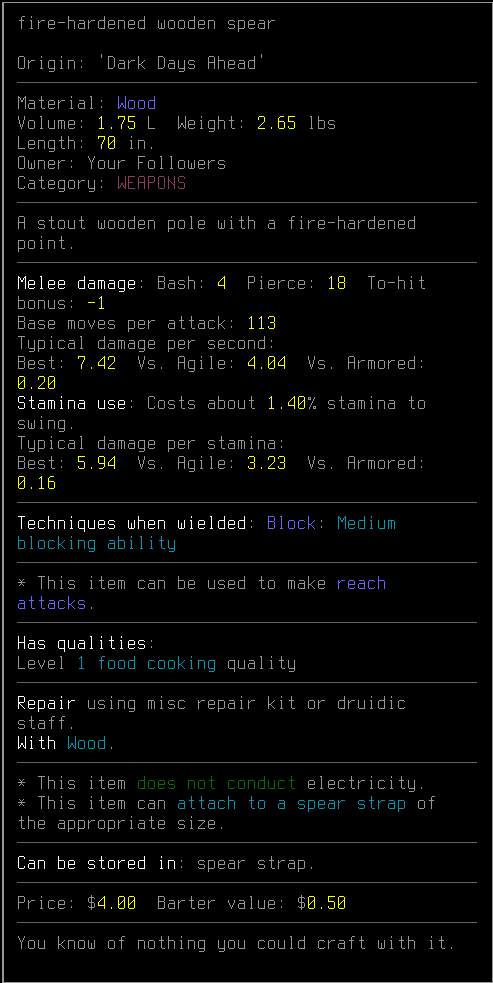 fire-hardened wooden spear
Origin: 'Dark Days Ahead'
Material: Wood
Volume: 1.75 L  Weight: 2.65 lbs
Length: 70 in.
Owner: Your Followers
Category: WEAPONS
A stout wooden pole with a fire-hardened
point.
Melee damage: Bash: 4  Pierce: 18  To-hit
bonus: -1
Base moves per attack: 113
Typical damage per second:
Best: 7.42  Vs. Agile: 4.04  Vs. Armored:
0.20
Stamina use: Costs about 1.40% stamina to
swing.
Typical damage per stamina:
Best: 5.94  Vs. Agile: 3.23  Vs. Armored:
0.16
Techniques when wielded: Block: Medium
blocking ability
* This item can be used to make reach
attacks.
Has qualities:
Level 1 food cooking quality
Repair using misc repair kit or druidic
staff.
With Wood.
* This item does not conduct electricity.
* This item can attach to a spear strap of
the appropriate size.
Can be stored in: spear strap.
Price: $4.00  Barter value: $0.50
You know of nothing you could craft with it.